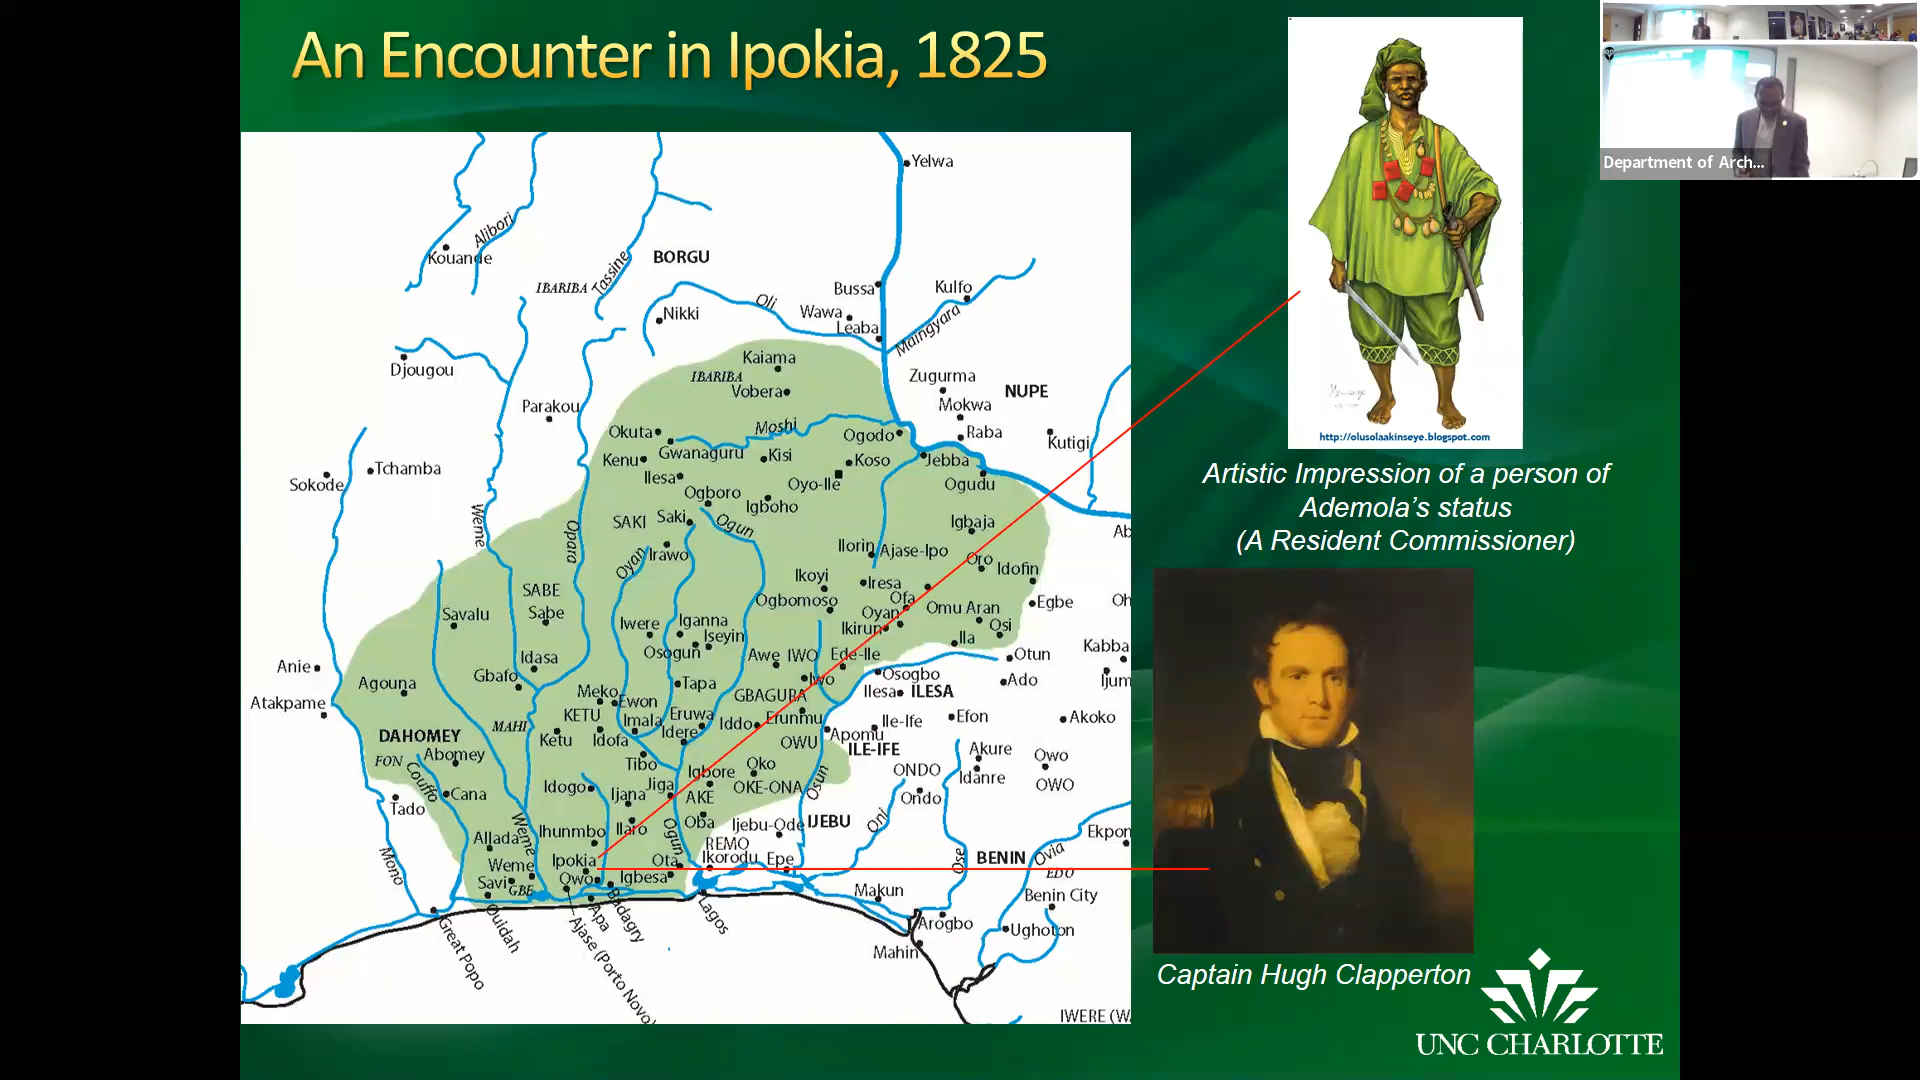 An Encounter in Ipokia, 1825
Department of Arch...
Yelwa
Alibori
Kouande
Tassine
BORGU
IBARIBA
Bussa
Kulfo
Oli
Nikki
Wawa
Leaba
Maingyara
Djougou
Kaiama
IBARIBA
Vobera
Zugurma
NUPE
Mokwa
Parakou
Moshi
Okuta
Ogodo
Raba
Kutigi
Gwanaguru
Kisi
Kenu
Koso
Jebba
Tchamba
Sokode
Ilesa
Oyo-Ile
Ogudu
Ogboro
Igboho
Weme
Opara
SAKI
Saki
Ogun
Igbaja
Ab
Oyan
Irawo
Ilorin
Ajase-Ipo
Oro
Idofin
Ikoyi
Iresa
SABE
Sabe
Savalu
Ogbomoso
Ofa
Oyan
Omu Aran
Egbe
Oh
Iwere
Iganna
Iseyin
Ikirun
Osi
Ila
Osogun
Awe
IWO
Ede-Ile
Otun
Kabba
Anie
Idasa
Gbafo
Agouna
Tapa
Iwo
Osogbo
Ilesa
ILESA
Ado
Ijum
Atakpame
Meko
Ewon
GBAGURA
KETU
Imala
Eruwa
Iddo
Erunmu
Ile-Ife
Efon
Akoko
DAHOMEY
MAHI
Ketu
Idofa
Idere
OWU
Apomu
ILE-IFE
FON
Abomey
Akure
Owo
Tibo
Igbore
Oko
ONDO
Idanre
OWO
Couffo
Cana
Idogo
Ijana
Jiga
AKE
OKE-ONA
Osun
Ondo
Tado
Weme
Oba
Ijebu-Ode
IJEBU
Oni
Allada
Ihunmbo
Ilaro
Ogun
REMO
Ekpon
Mono
Weme
Ipokia
Ota
Ikorodu
Epe
Ose
BENIN
Ovia
EDO
Savi
GBE
Owo
Igbesa
Makun
Benin City
Ouidah
Apa
Badagry
Lagos
Arogbo
Ughoton
Great Popo
Ajase (Porto Novo)
Mahin
IWERE (W
http://olusolaakinseye.blogspot.com
Artistic Impression of a person of
Ademola's status
(A Resident Commissioner)
Captain Hugh Clapperton
UNC CHARLOTTE